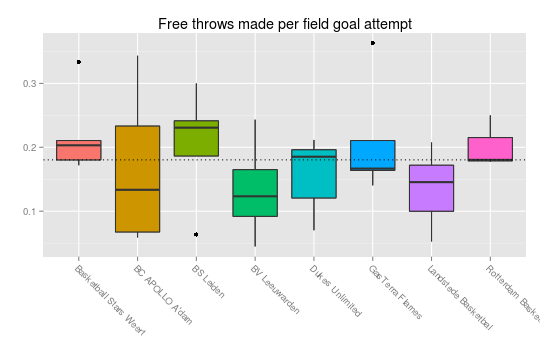 Free throws made per field goal attempt
0.3
0.2
0.1
Basketball Stars Weert
BC APOLLO A'dam
BS Leiden
BV Leeuwarden
Dukes Unlimited
GasTerra Flames
Landstede Basketbal
Rotterdam Basket